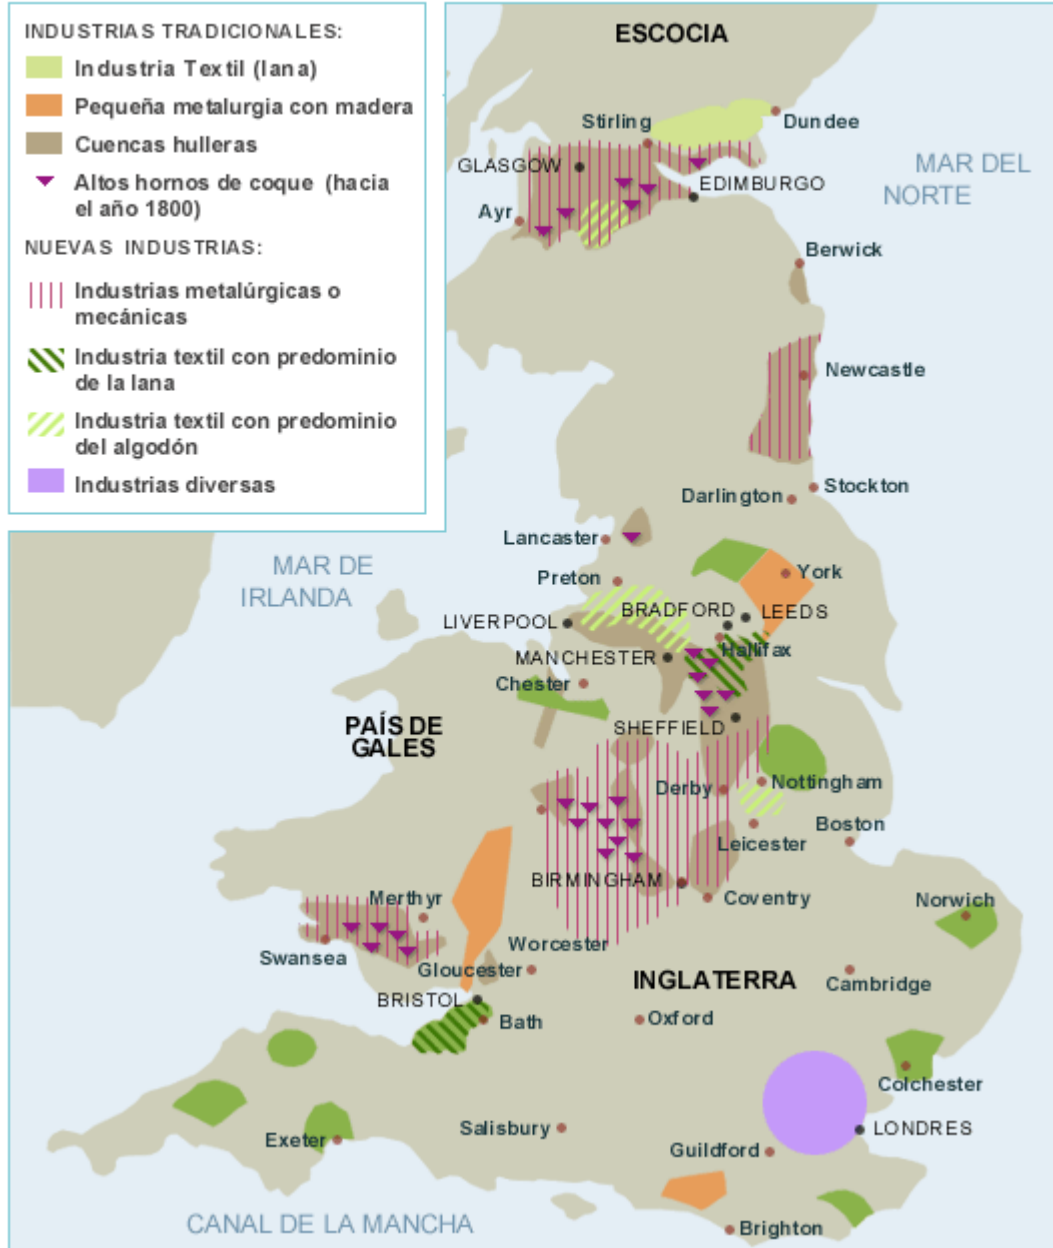 INDUSTRIAS TRADICIONALES:
Industria Textil (lana)
Pequeña metalurgia con madera
Cuencas hulleras
Altos hornos de coque (hacia
el año 1800)
NUEVAS INDUSTRIAS:
Industrias metalúrgicas o
mecánicas
Industria textil con predominio
de la lana
Industria textil con predominio
del algodón
Industrias diversas
ESCOCIA
Stirling
Dundee
GLASGOW
EDIMBURGO
MAR DEL
NORTE
Ayr
Berwick
Newcastle
Darlington
Stockton
Lancaster
MAR DE
IRLANDA
Preton
York
BRADFORD
LEEDS
LIVERPOOL
Hallifax
MANCHESTER
Chester
PAÍS DE
GALES
SHEFFIELD
Derby
Nottingham
Boston
Leicester
BIRMINGHAM
Coventry
Merthyr
Norwich
Worcester
Swansea
Gloucester
INGLATERRA
Cambridge
BRISTOL
Bath
Oxford
Colchester
Exeter
Salisbury
LONDRES
Guildford
CANAL DE LA MANCHA
Brighton